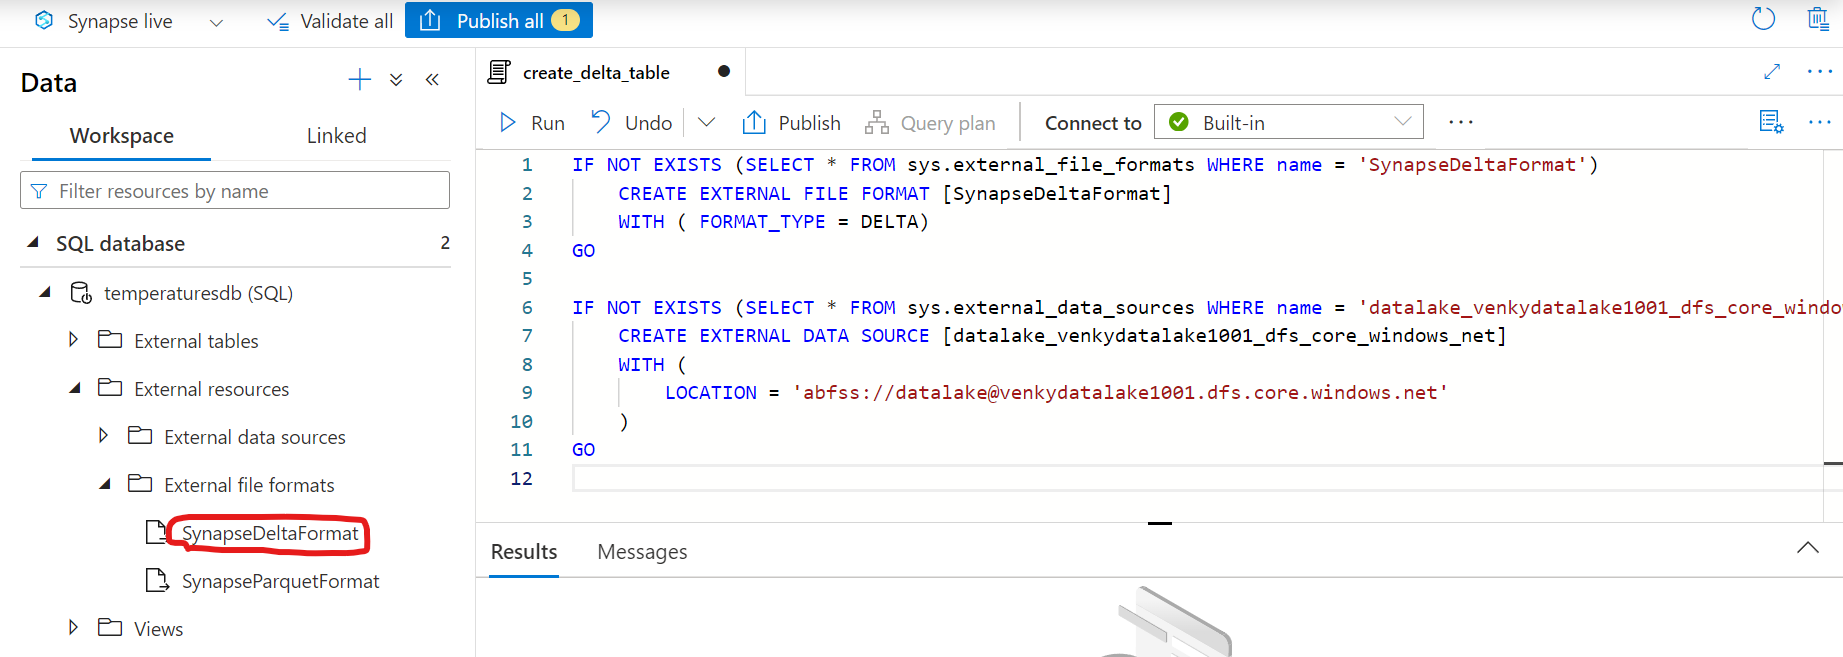 Synapse live Validate all Publish all 1
Data
Workspace Linked
Filter resources by name
SQL database 2
temperaturesdb (SQL)
External tables
External resources
External data sources
External file formats
SynapseDeltaFormat
SynapseParquetFormat
Views
create_delta_table
Run Undo Publish Query plan Connect to Built-in
1 IF NOT EXISTS (SELECT * FROM sys.external_file_formats WHERE name = 'SynapseDeltaFormat')
2 CREATE EXTERNAL FILE FORMAT [SynapseDeltaFormat]
3 WITH ( FORMAT_TYPE = DELTA)
4 GO
5
6 IF NOT EXISTS (SELECT * FROM sys.external_data_sources WHERE name = 'datalake_venkydatalake1001_dfs_core_windo
7 CREATE EXTERNAL DATA SOURCE [datalake_venkydatalake1001_dfs_core_windows_net]
8 WITH (
9 LOCATION = 'abfss://datalake@venkydatalake1001.dfs.core.windows.net'
10 )
11 GO
12
Results Messages